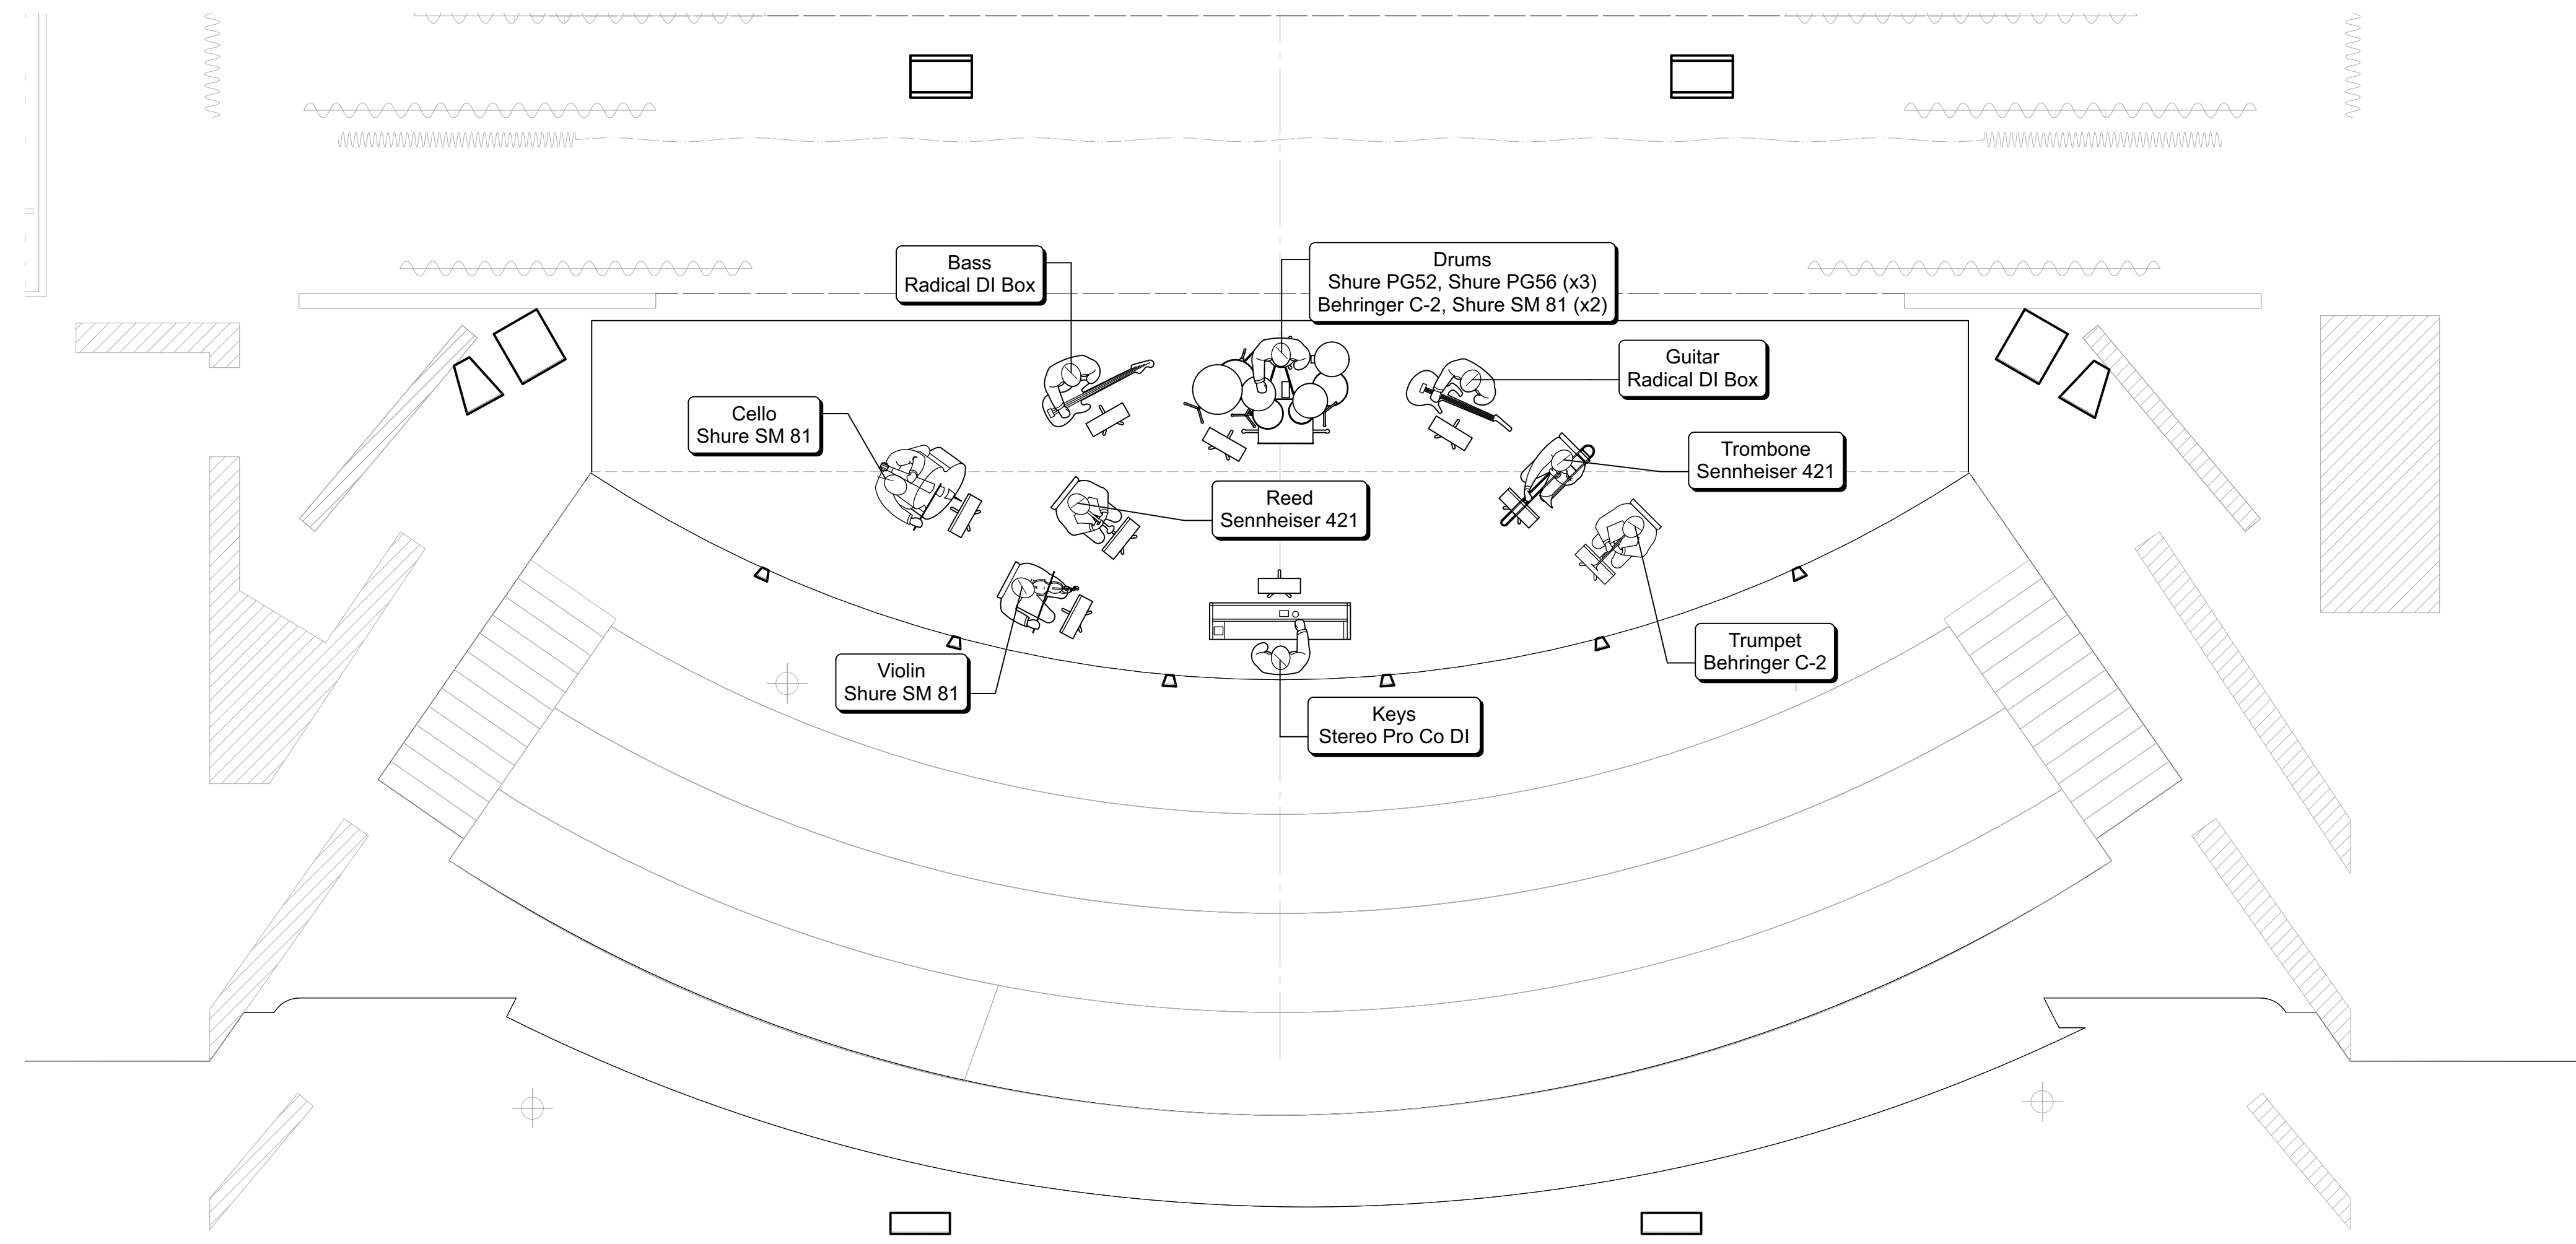 Bass
Radical DI Box
Drums
Shure PG52, Shure PG56 (x3)
Behringer C-2, Shure SM 81 (x2)
Guitar
Radical DI Box
Cello
Shure SM 81
Trombone
Sennheiser 421
Reed
Sennheiser 421
Violin
Shure SM 81
Trumpet
Behringer C-2
Keys
Stereo Pro Co DI